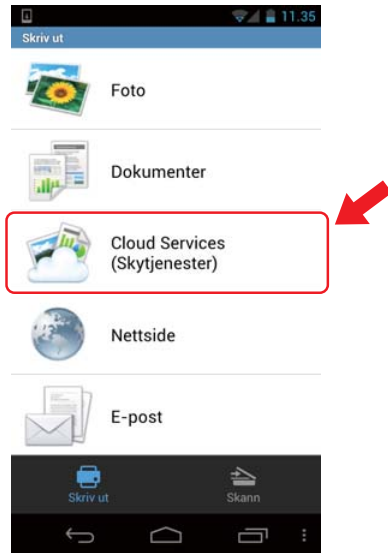 11.35
Skriv ut
Foto
Dokumenter
Cloud Services
(Skytjenester)
Nettside
E-post
Skriv ut
Skann